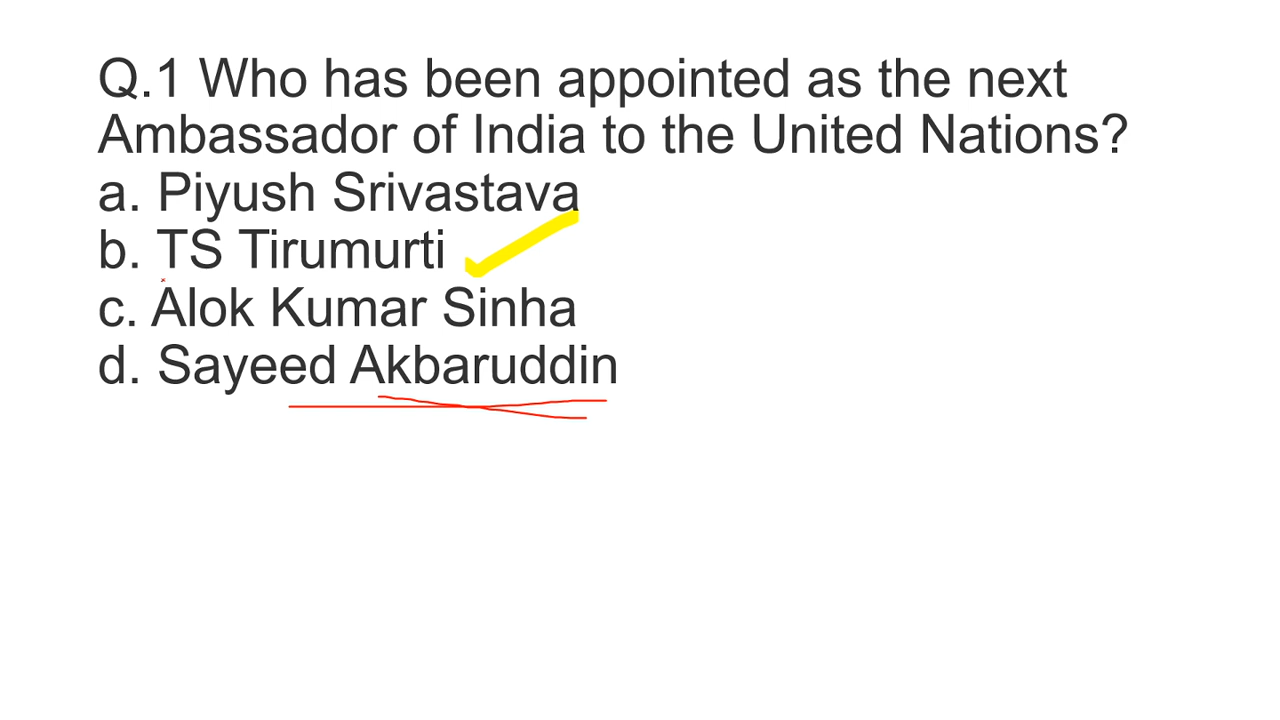 Q.1 Who has been appointed as the next
Ambassador of India to the United Nations?
a. Piyush Srivastava
b. TS Tirumurti
c. Alok Kumar Sinha
d. Sayeed Akbaruddin